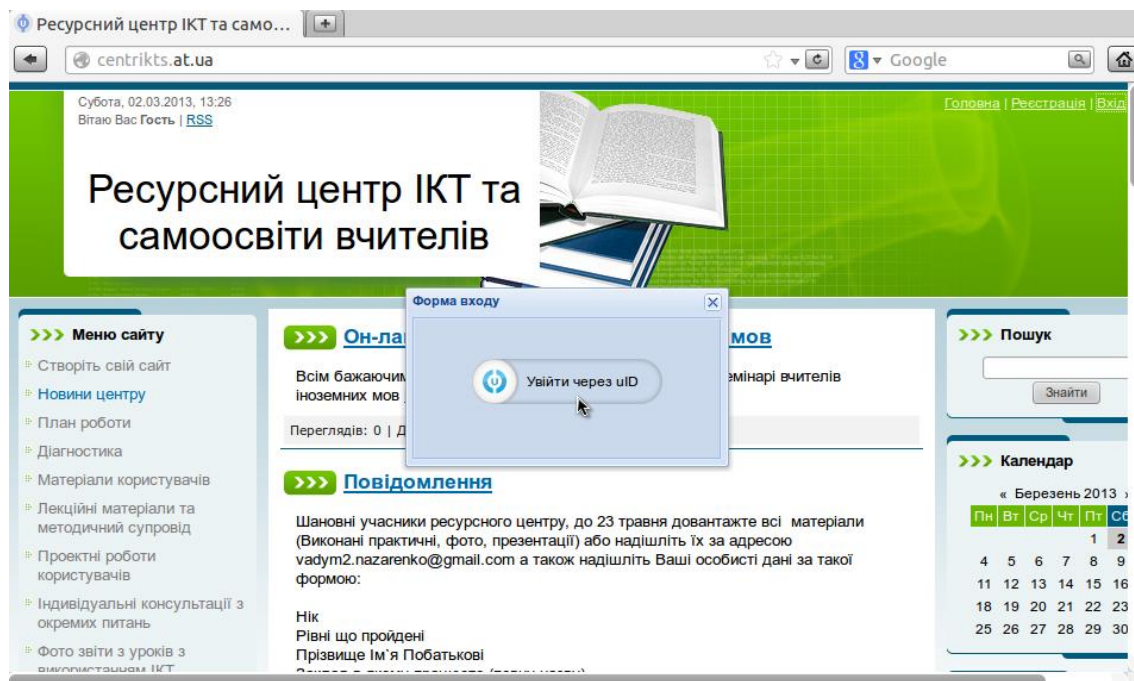 Ресурсний центр ІКТ та само...
centrikts.at.ua
Google
Субота, 02.03.2013, 13:26
Вітаю Вас Гость | RSS
Головна | Реєстрація | Вхід
Ресурсний центр ІКТ та
самоосвіти вчителів
Форма входу
Увійти через uID
Меню сайту
Створіть свій сайт
Новини центру
План роботи
Діагностика
Матеріали користувачів
Лекційні матеріали та
методичний супровід
Проектні роботи
користувачів
Індивідуальні консультації з
окремих питань
Фото звіти з уроків з
використанням ІКТ
Он-ла мов
Всім бажаючим емінарі вчителів
іноземних мов
Переглядів: 0 | Д
Повідомлення
Шановні учасники ресурсного центру, до 23 травня довантажте всі матеріали
(Виконані практичні, фото, презентації) або надішліть їх за адресою
vadym2.nazarenko@gmail.com а також надішліть Ваші особисті дані за такої
формою:
Нік
Рівні що пройдені
Прізвище Ім`я Побатькові
Пошук
Знайти
Календар
« Березень 2013 »
Пн Вт Ср Чт Пт Сб
1 2
4 5 6 7 8 9
11 12 13 14 15 16
18 19 20 21 22 23
25 26 27 28 29 30